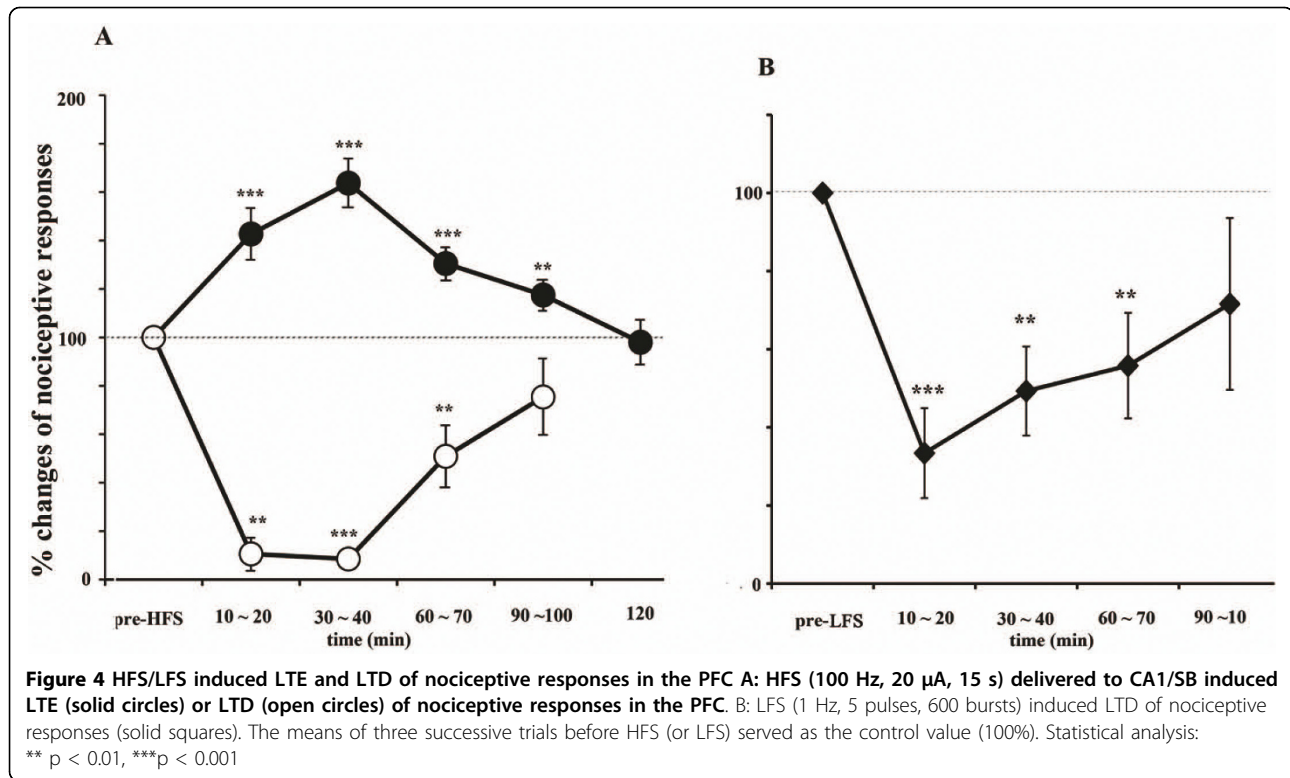 A
B
% changes of nociceptive responses
200
100
0
***
***
***
**
**
***
**
pre-HFS 10 ~ 20 30 ~ 40 60 ~ 70 90 ~100 120
time (min)
100
0
***
**
**
pre-LFS 10 ~ 20 30 ~ 40 60 ~ 70 90 ~ 10
time (min)
Figure 4 HFS/LFS induced LTE and LTD of nociceptive responses in the PFC A: HFS (100 Hz, 20 μA, 15 s) delivered to CA1/SB induced
LTE (solid circles) or LTD (open circles) of nociceptive responses in the PFC. B: LFS (1 Hz, 5 pulses, 600 bursts) induced LTD of nociceptive
responses (solid squares). The means of three successive trials before HFS (or LFS) served as the control value (100%). Statistical analysis:
** p < 0.01, ***p < 0.001